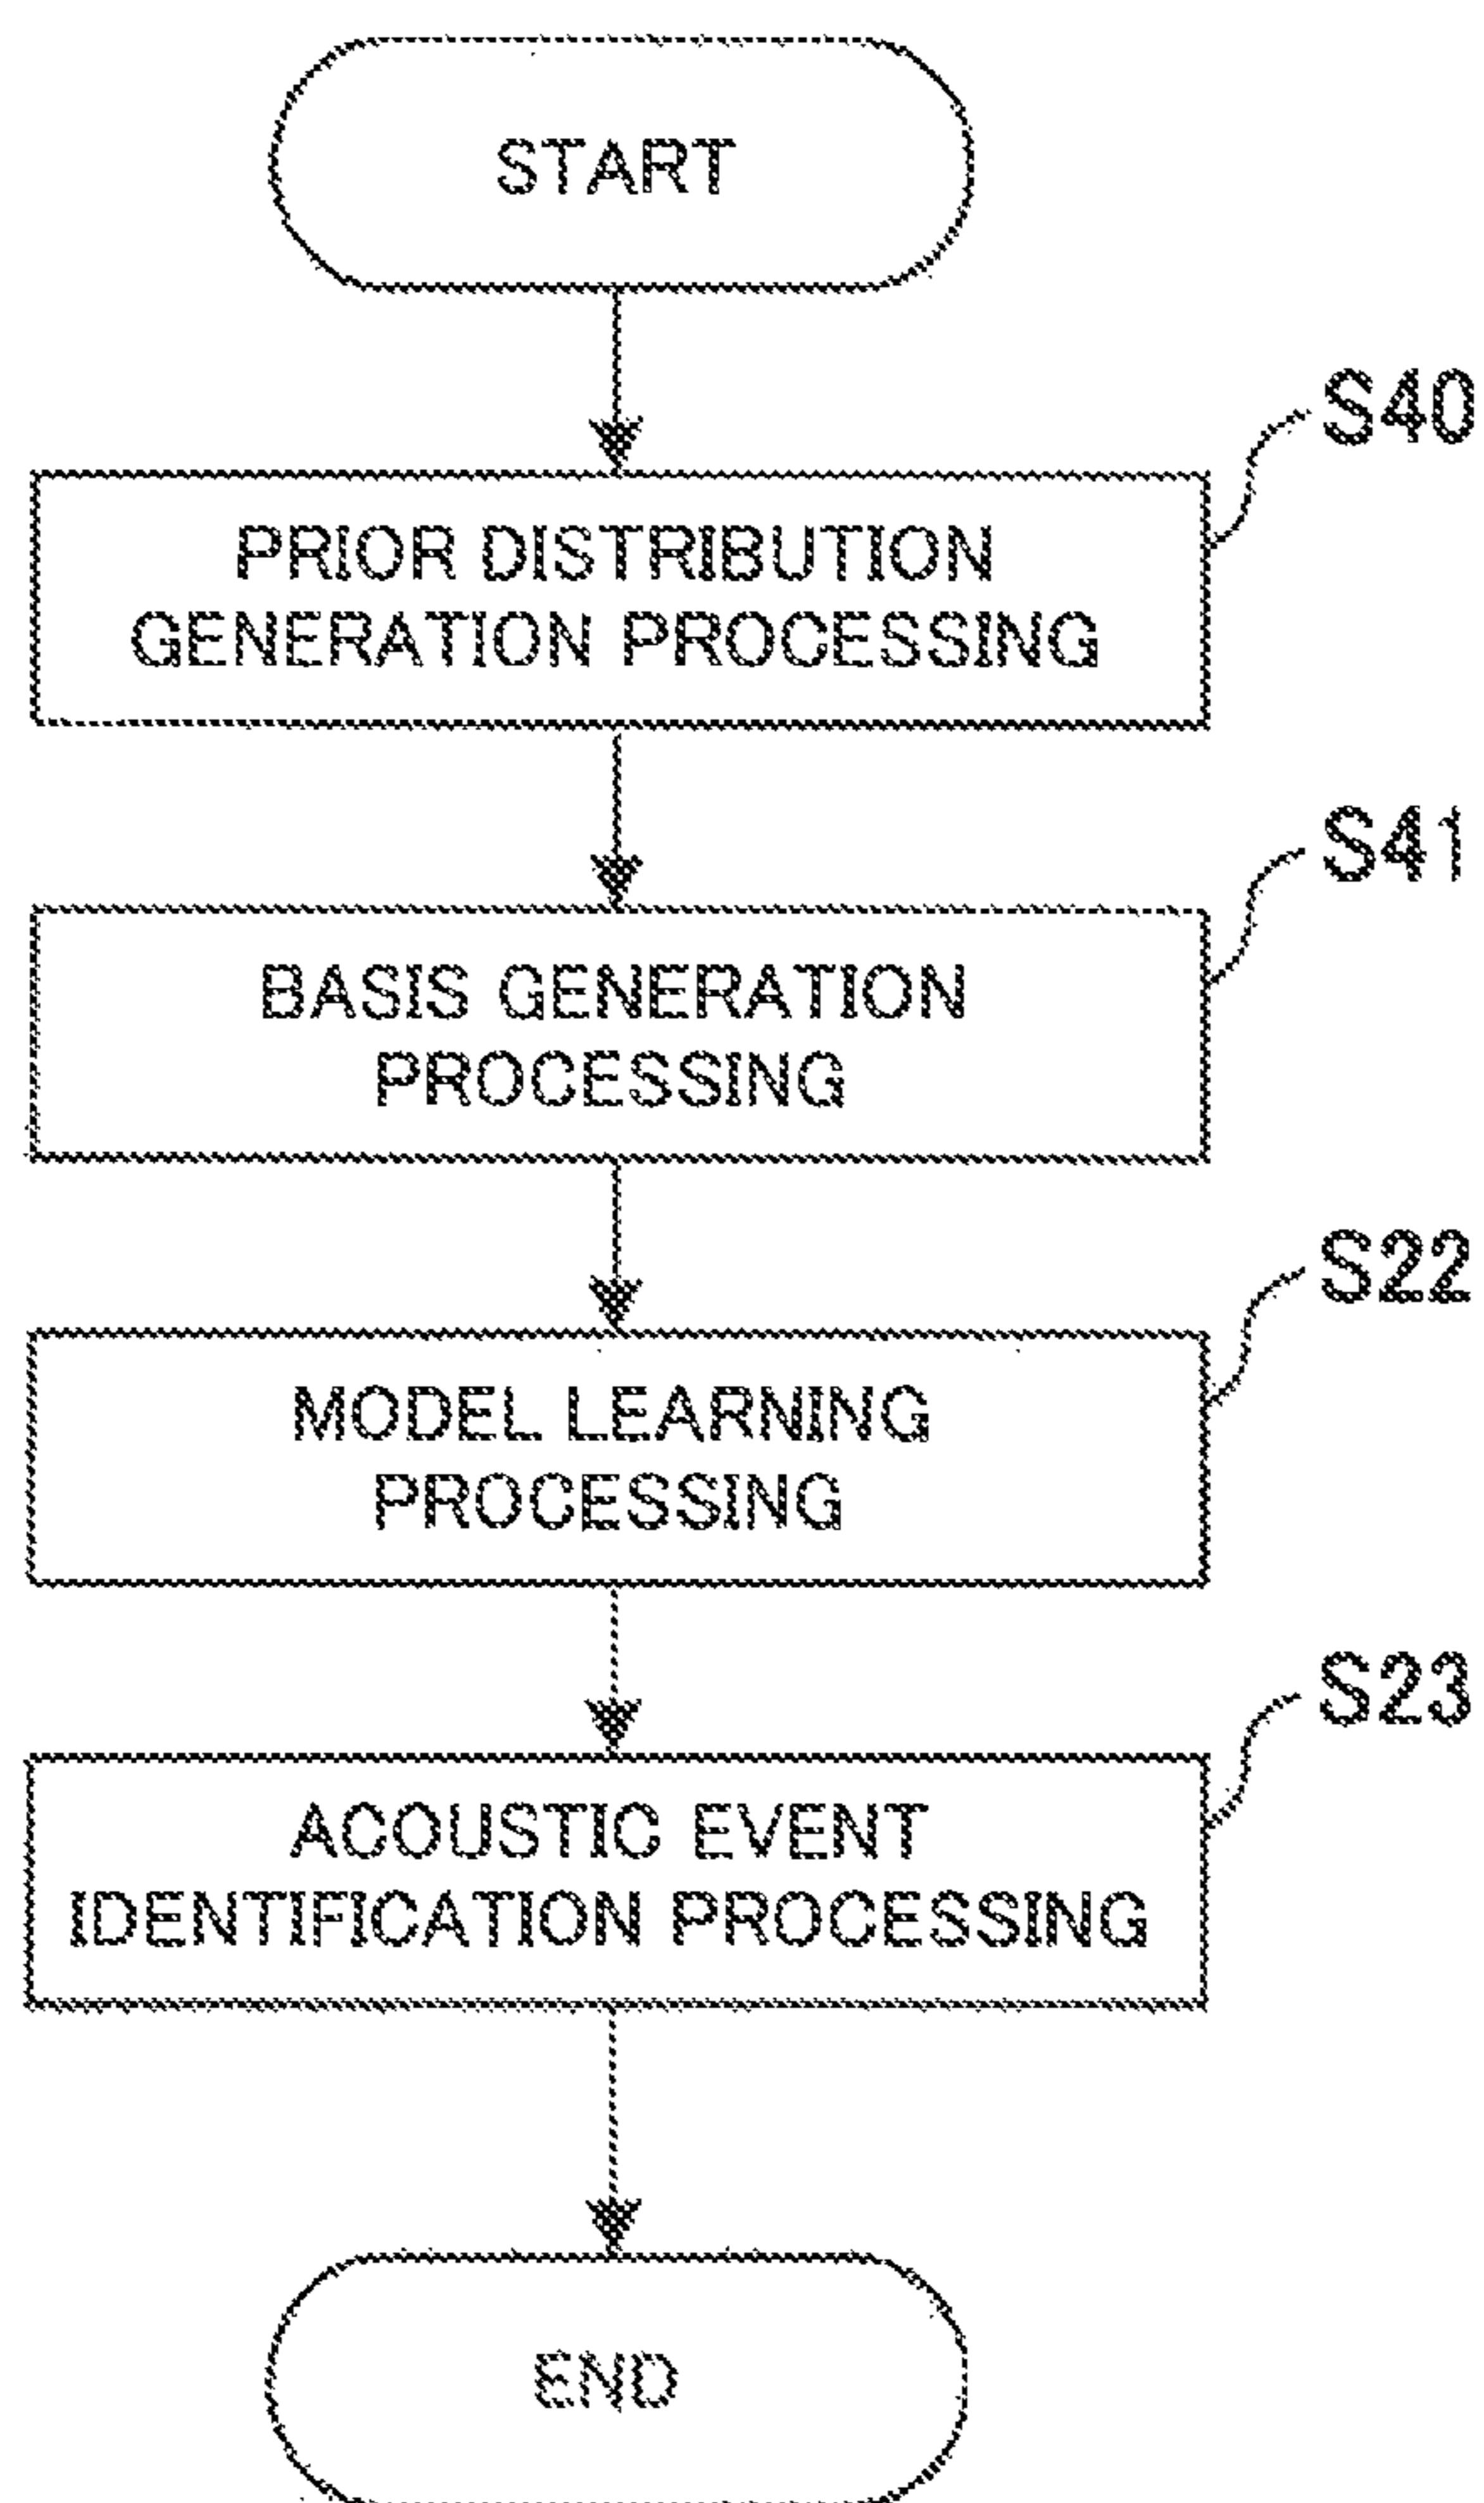 START
S40
PRIOR DISTRIBUTION
GENERATION PROCESSING
S41
BASIS GENERATION
PROCESSING
S22
MODEL LEARNING
PROCESSING
S23
ACOUSTIC EVENT
IDENTIFICATION PROCESSING
END